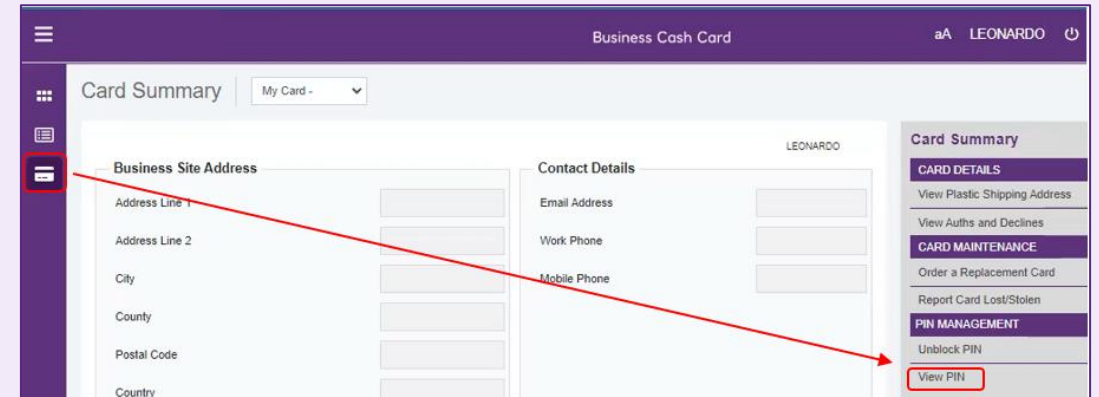 Business Cash Card
aA LEONARDO
Card Summary
My Card -
LEONARDO
Business Site Address
Address Line 1
Address Line 2
City
County
Postal Code
Country
Contact Details
Email Address
Work Phone
Mobile Phone
Card Summary
CARD DETAILS
View Plastic Shipping Address
View Auths and Declines
CARD MAINTENANCE
Order a Replacement Card
Report Card Lost/Stolen
PIN MANAGEMENT
Unblock PIN
View PIN